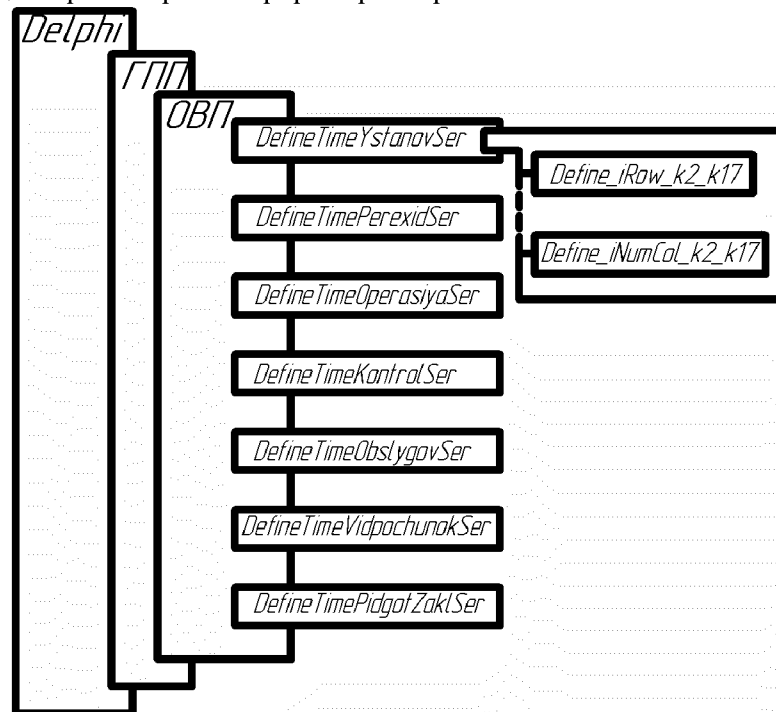 Delphi
ГПП
ОВП
DefineTimeYstanovSer
Define_iRow_k2_k17
DefineTimePerexidSer
Define_iNumCol_k2_k17
DefineTimeOperasiyaSer
DefineTimeKontrolSer
DefineTimeObslygovSer
DefineTimeVidpochunokSer
DefineTimePidgotZaklSer